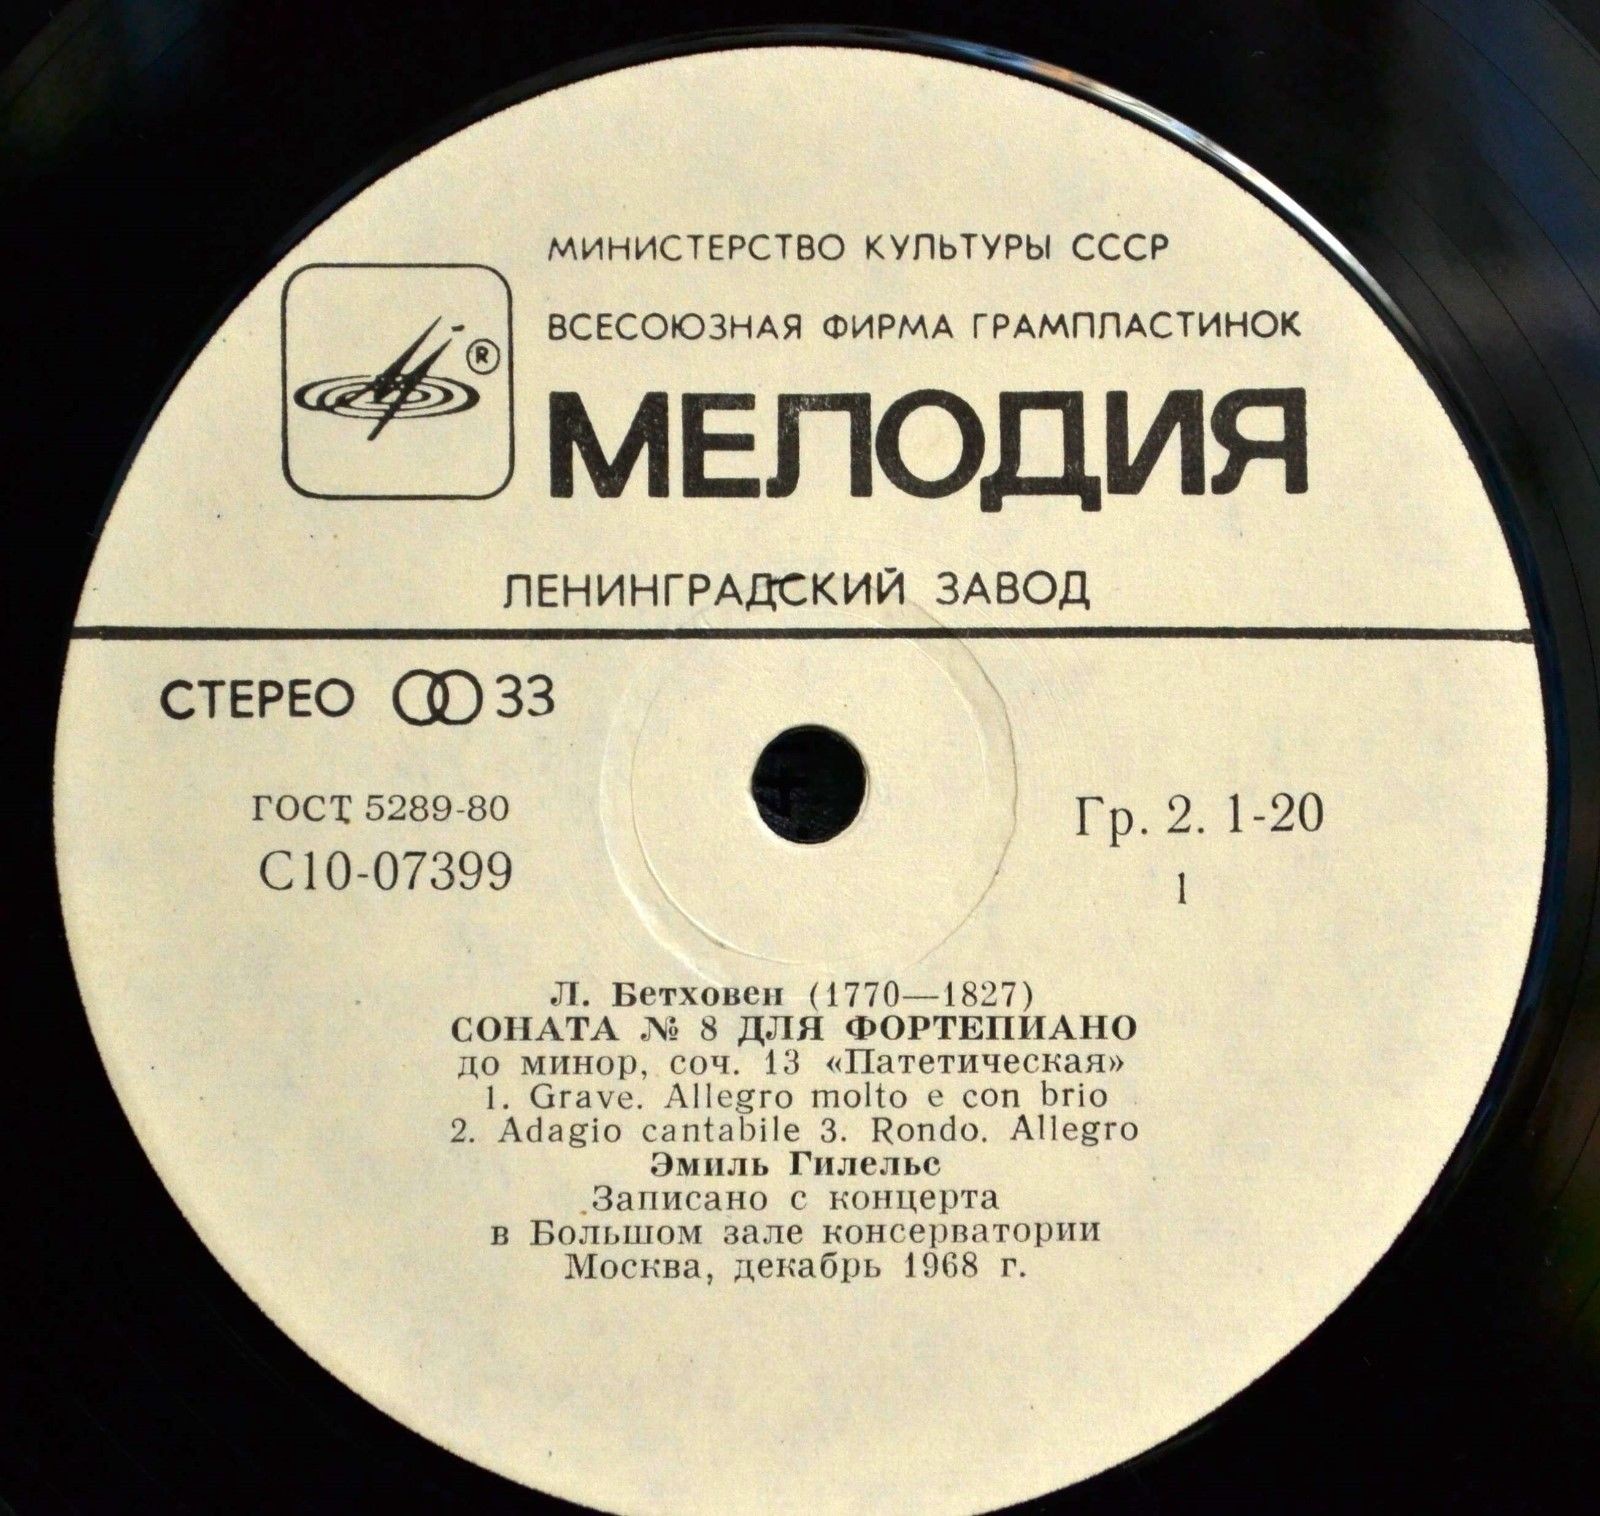 МИНИСТЕРСТВО КУЛЬТУРЫ СССР
ВСЕСОЮЗНАЯ ФИРМА ГРАМПЛАСТИНОК
®
МЕЛОДИЯ
ЛЕНИНГРАДСКИЙ ЗАВОД
СТЕРЕО 33
ГОСТ 5289-80
С10-07399
Гр. 2. 1-20
1
Л. Бетховен (1770—1827)
СОНАТА № 8 ДЛЯ ФОРТЕПИАНО
до минор, соч. 13 «Патетическая»
1. Grave. Allegro molto e con brio
2. Adagio cantabile 3. Rondo. Allegro
Эмиль Гилельс
Записано с концерта
в Большом зале консерватории
Москва, декабрь 1968 г.